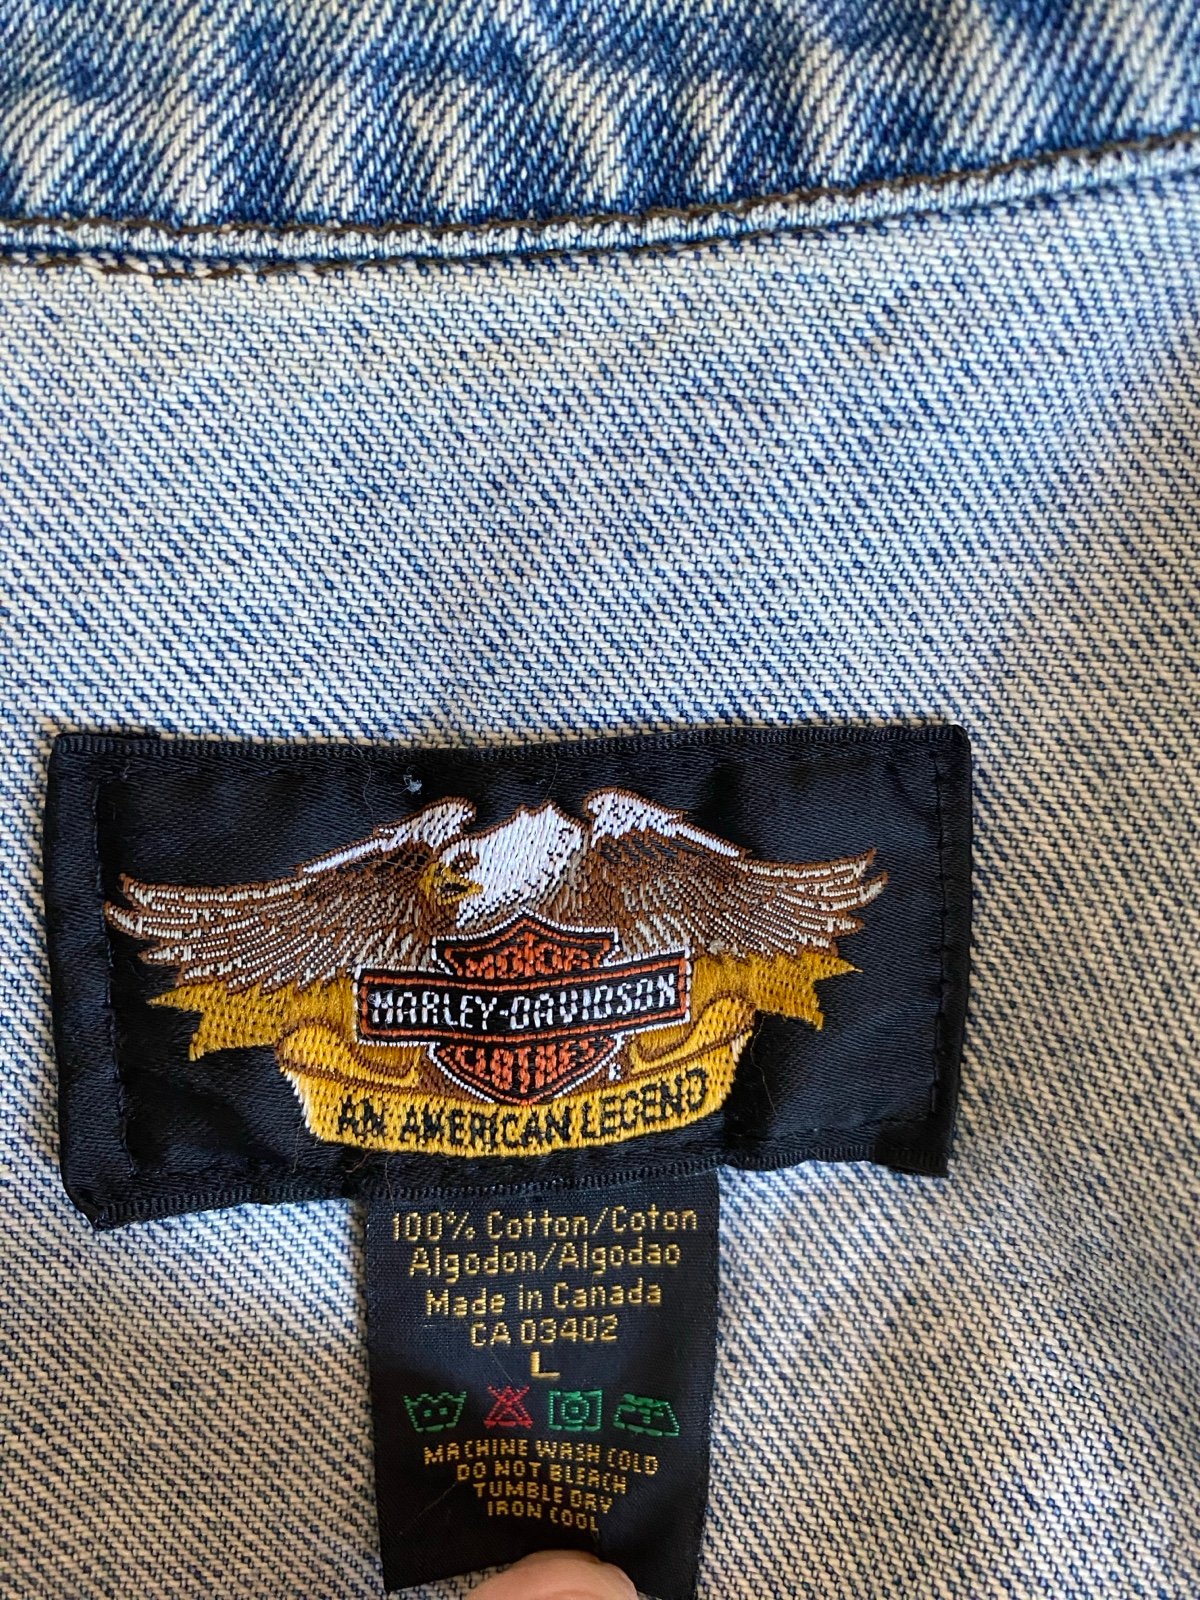 MOTOR
HARLEY-DAVIDSON
CLOTHES
AN AMERICAN LEGEND
100% Cotton/Coton
Algodon/Algodao
Made in Canada
CA 03402
L
MACHINE WASH COLD
DO NOT BLEACH
TUMBLE DRY
IRON COOL